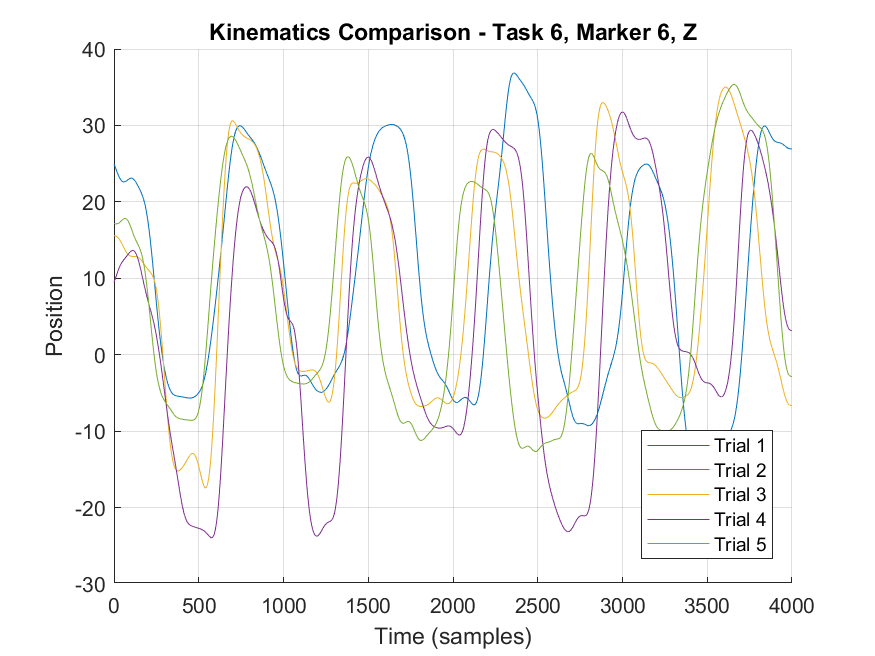 Kinematics Comparison - Task 6, Marker 6, Z
40
30
20
10
0
-10
-20
-30
Position
0 500 1000 1500 2000 2500 3000 3500 4000
Time (samples)
Trial 1
Trial 2
Trial 3
Trial 4
Trial 5